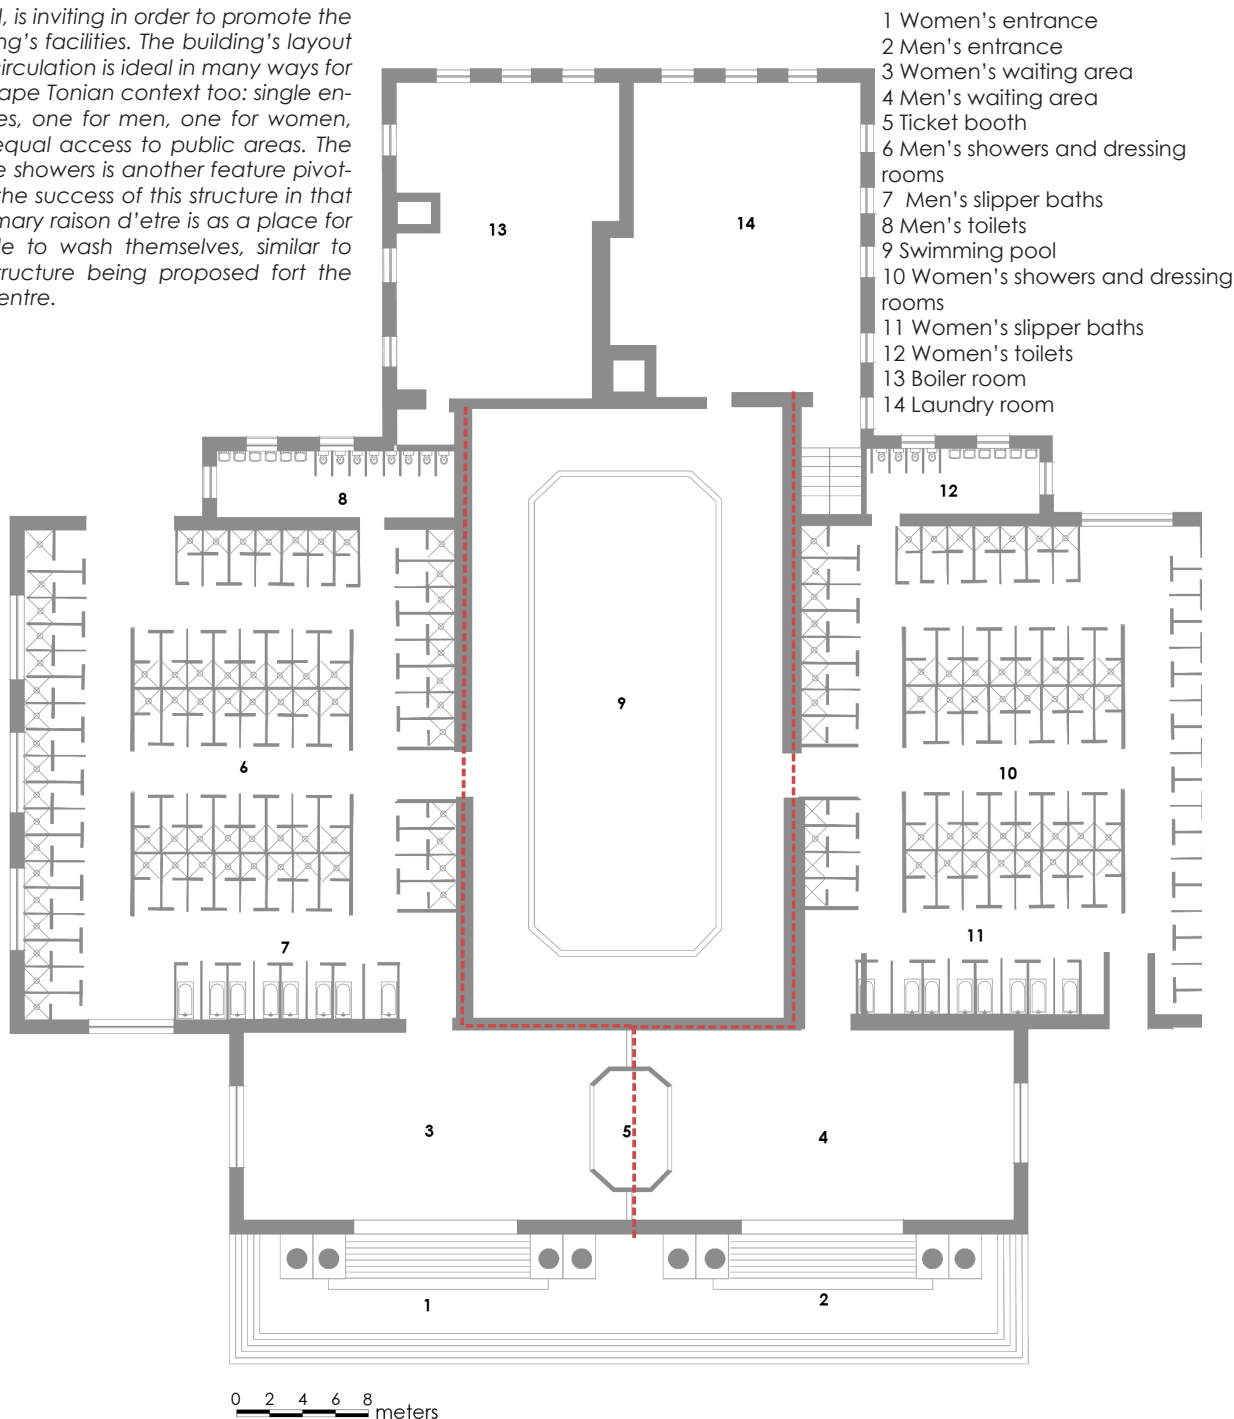 l, is inviting in order to promote the
ng's facilities. The building's layout
circulation is ideal in many ways for
ape Tonian context too: single en-
es, one for men, one for women,
equal access to public areas. The
e showers is another feature pivot-
the success of this structure in that
mary raison d'etre is as a place for
le to wash themselves, similar to
tructure being proposed fort the
entre.
1 Women's entrance
2 Men's entrance
3 Women's waiting area
4 Men's waiting area
5 Ticket booth
6 Men's showers and dressing
rooms
7 Men's slipper baths
8 Men's toilets
9 Swimming pool
10 Women's showers and dressing
rooms
11 Women's slipper baths
12 Women's toilets
13 Boiler room
14 Laundry room
13
14
8
12
9
6
10
7
11
3
5
4
1
2
0 2 4 6 8
meters